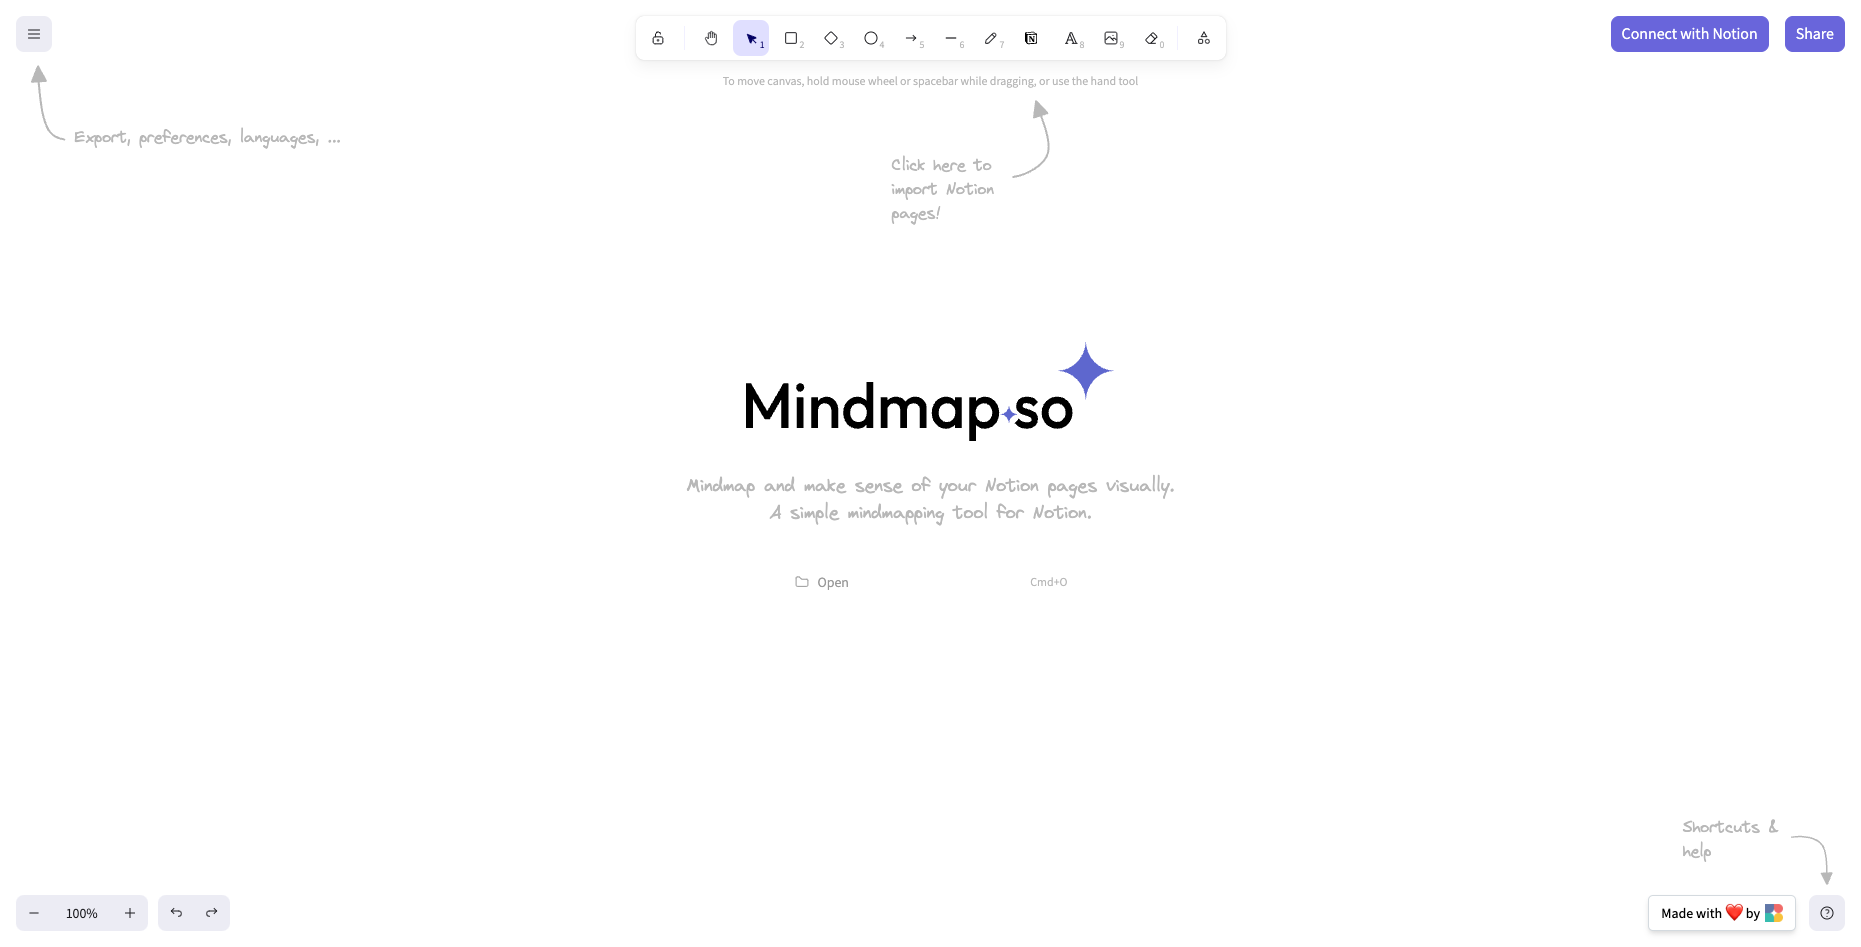 1
2
3
4
5
6
7
8
9
0
Connect with Notion
Share
To move canvas, hold mouse wheel or spacebar while dragging, or use the hand tool
Export, preferences, languages, ...
Click here to
import Notion
pages!
Mindmap so
Mindmap and make sense of your Notion pages visually.
A simple mindmapping tool for Notion.
Open
Cmd+O
Shortcuts &
help
100%
Made with ❤️ by